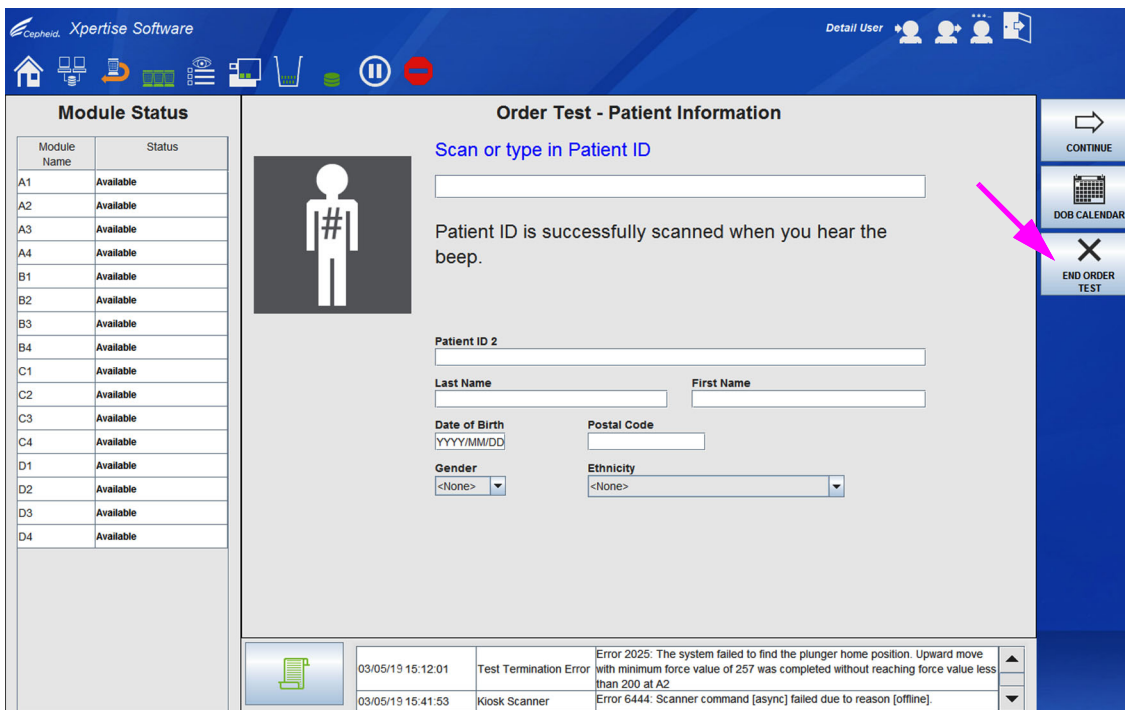 Cepheid. Xpertise Software
Detail User
Module Status
Module Name
Status
A1 Available
A2 Available
A3 Available
A4 Available
B1 Available
B2 Available
B3 Available
B4 Available
C1 Available
C2 Available
C3 Available
C4 Available
D1 Available
D2 Available
D3 Available
D4 Available
Order Test - Patient Information
Scan or type in Patient ID
#
Patient ID is successfully scanned when you hear the
beep.
Patient ID 2
Last Name
First Name
Date of Birth
Postal Code
YYYY/MM/DD
Gender
Ethnicity
<None>
<None>
CONTINUE
DOB CALENDAR
END ORDER
TEST
03/05/19 15:12:01
Test Termination Error
Error 2025: The system failed to find the plunger home position. Upward move
with minimum force value of 257 was completed without reaching force value less
than 200 at A2
03/05/19 15:41:53
Kiosk Scanner
Error 6444: Scanner command [async] failed due to reason [offline].